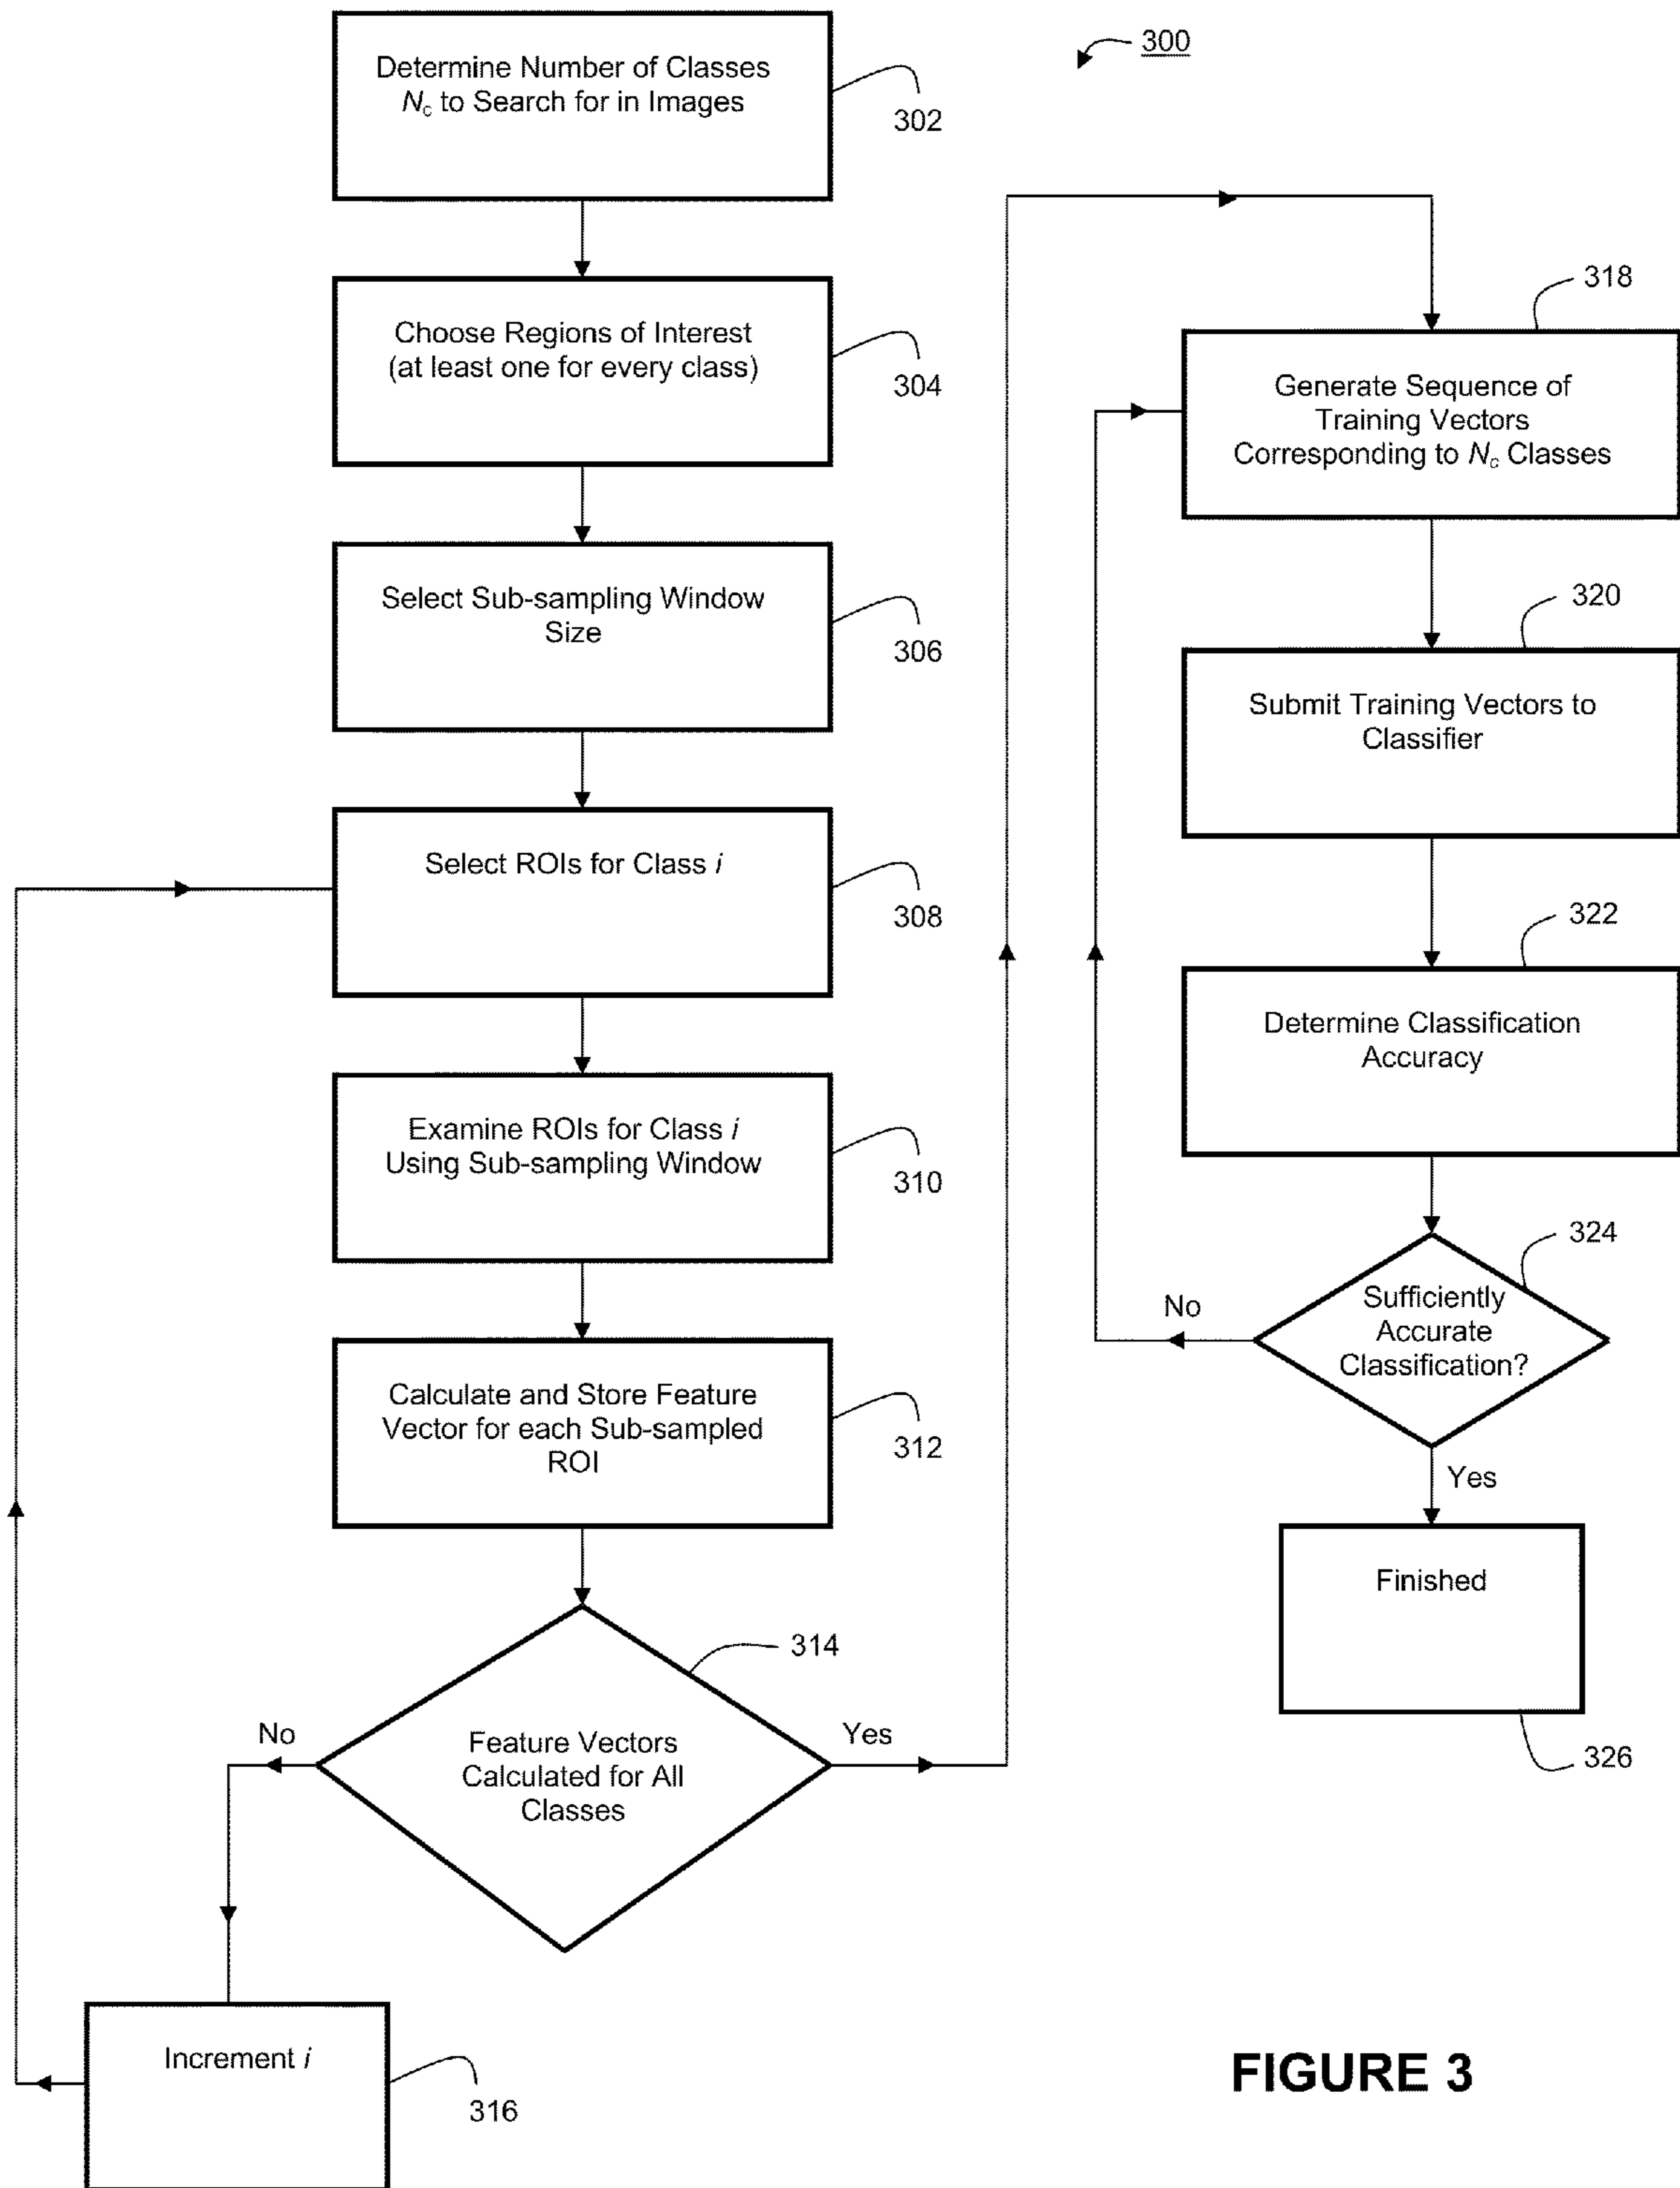 300
Determine Number of Classes
Nc to Search for in Images
302
Choose Regions of Interest
(at least one for every class)
304
Select Sub-sampling Window
Size
306
Select ROIs for Class i
308
Examine ROIs for Class i
Using Sub-sampling Window
310
Calculate and Store Feature
Vector for each Sub-sampled
ROI
312
314
Feature Vectors
Calculated for All
Classes
No
Yes
Increment i
316
318
Generate Sequence of
Training Vectors
Corresponding to Nc Classes
320
Submit Training Vectors to
Classifier
322
Determine Classification
Accuracy
324
Sufficiently
Accurate
Classification?
No
Yes
Finished
326
FIGURE 3